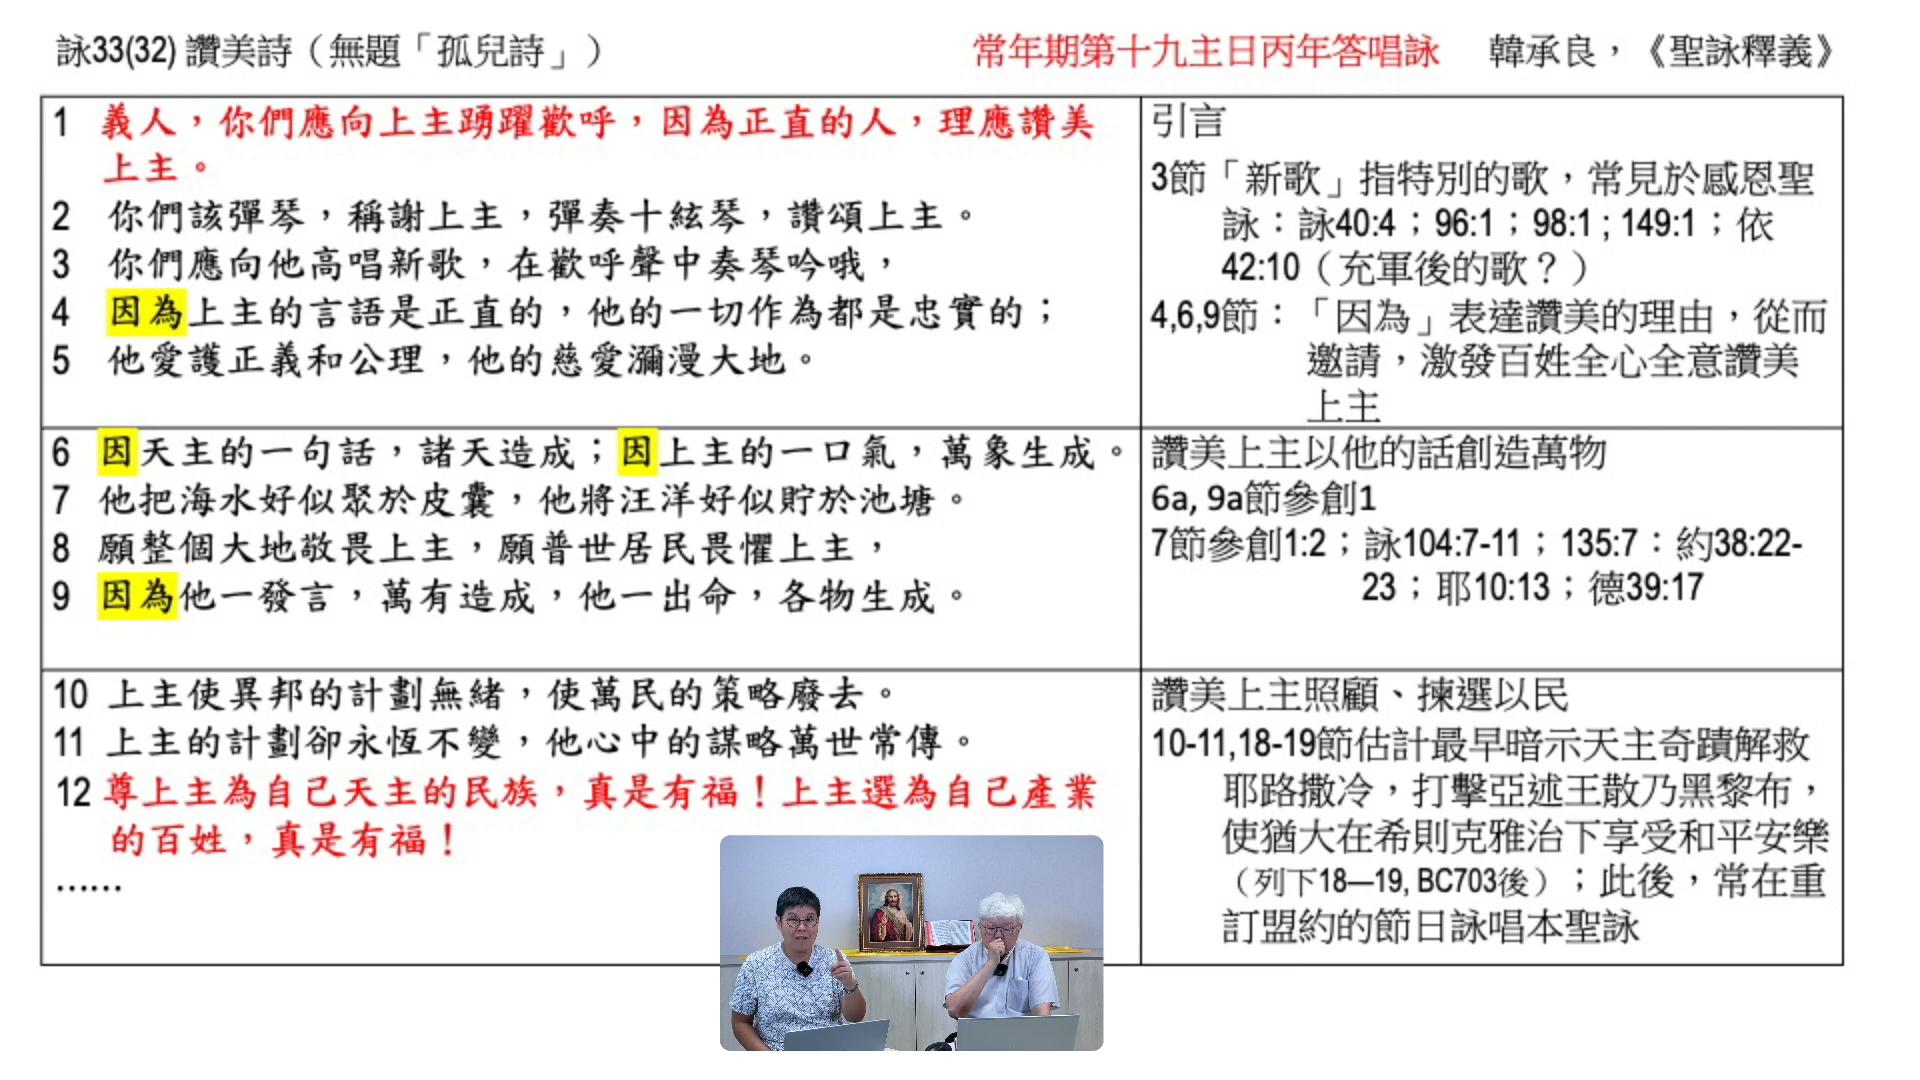 詠33(32) 讚美詩（無題「孤兒詩」）
常年期第十九主日丙年答唱詠 韓承良，《聖詠釋義》
1 義人，你們應向上主踴躍歡呼，因為正直的人，理應讚美
上主。
2 你們該彈琴，稱謝上主，彈奏十絃琴，讚頌上主。
3 你們應向他高唱新歌，在歡呼聲中奏琴吟哦，
4 因為上主的言語是正直的，他的一切作為都是忠實的；
5 他愛護正義和公理，他的慈愛瀰漫大地。
引言
3節「新歌」指特別的歌，常見於感恩聖
詠：詠40:4；96:1；98:1；149:1；依
42:10（充軍後的歌？）
4,6,9節：「因為」表達讚美的理由，從而
邀請，激發百姓全心全意讚美
上主
6 因天主的一句話，諸天造成；因上主的一口氣，萬象生成。
7 他把海水好似聚於皮囊，他將汪洋好似貯於池塘。
8 願整個大地敬畏上主，願普世居民畏懼上主，
9 因為他一發言，萬有造成，他一出命，各物生成。
讚美上主以他的話創造萬物
6a, 9a節參創1
7節參創1:2；詠104:7-11；135:7：約38:22-
23；耶10:13；德39:17
10 上主使異邦的計劃無緒，使萬民的策略廢去。
11 上主的計劃卻永恆不變，他心中的謀略萬世常傳。
12 尊上主為自己天主的民族，真是有福！上主選為自己產業
的百姓，真是有福！
……
讚美上主照顧、揀選以民
10-11,18-19節估計最早暗示天主奇蹟解救
耶路撒冷，打擊亞述王散乃黑黎布，
使猶大在希則克雅治下享受和平安樂
（列下18—19, BC703後）；此後，常在重
訂盟約的節日詠唱本聖詠